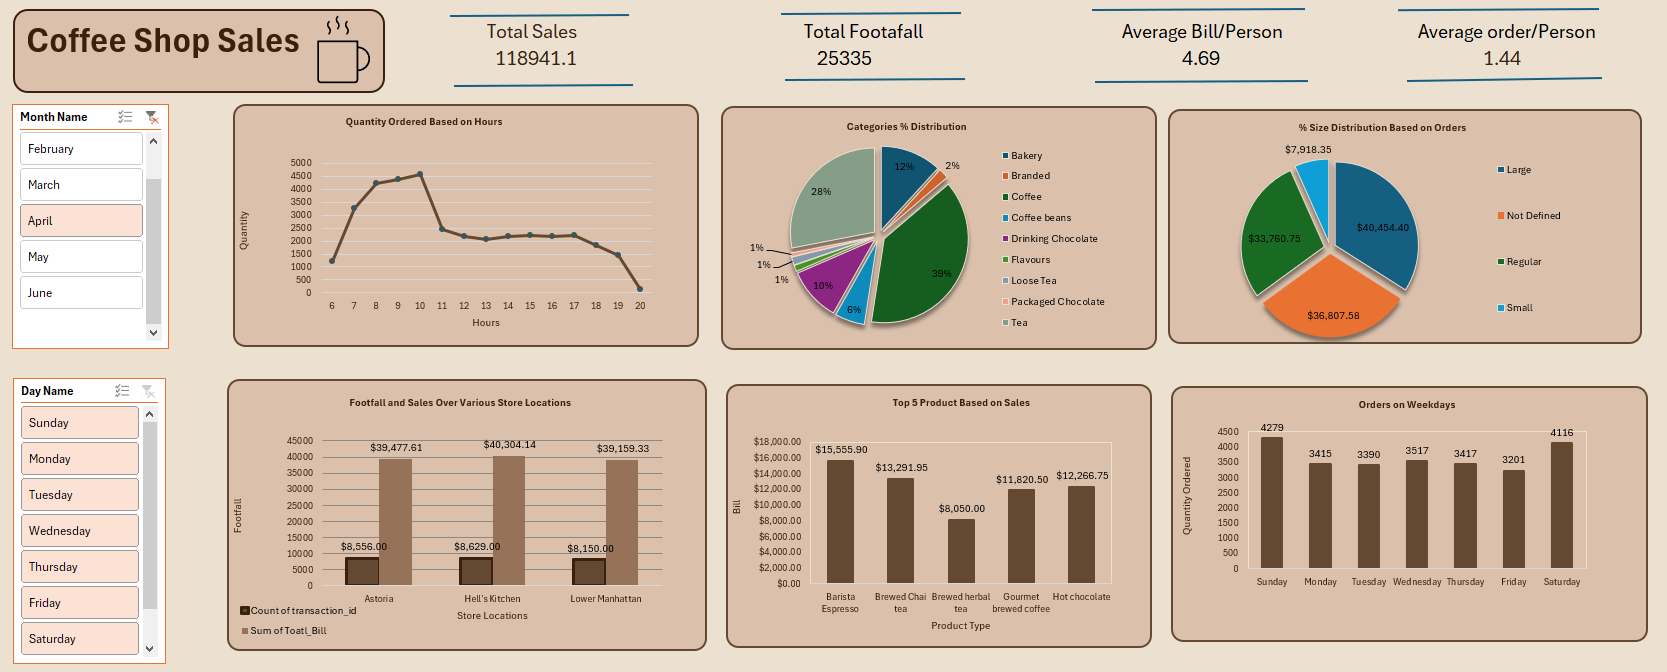 Coffee Shop Sales
Total Sales
118941.1
Total Footafall
25335
Average Bill/Person
4.69
Average order/Person
1.44
Month Name
February
March
April
May
June
Quantity Ordered Based on Hours
Quantity
5000
4500
4000
3500
3000
2500
2000
1500
1000
500
0
6 7 8 9 10 11 12 13 14 15 16 17 18 19 20
Hours
Categories % Distribution
12%
2%
28%
39%
1%
1%
1%
10%
6%
Bakery
Branded
Coffee
Coffee beans
Drinking Chocolate
Flavours
Loose Tea
Packaged Chocolate
Tea
% Size Distribution Based on Orders
$7,918.35
$40,454.40
$33,760.75
$36,807.58
Large
Not Defined
Regular
Small
Day Name
Sunday
Monday
Tuesday
Wednesday
Thursday
Friday
Saturday
Footfall and Sales Over Various Store Locations
Footfall
45000
40000
35000
30000
25000
20000
15000
10000
5000
0
$39,477.61
$40,304.14
$39,159.33
$8,556.00
$8,629.00
$8,150.00
Astoria Hell's Kitchen Lower Manhattan
Store Locations
Count of transaction_id
Sum of Toatl_Bill
Top 5 Product Based on Sales
Bill
$18,000.00
$16,000.00
$14,000.00
$12,000.00
$10,000.00
$8,000.00
$6,000.00
$4,000.00
$2,000.00
$0.00
$15,555.90
$13,291.95
$8,050.00
$11,820.50
$12,266.75
Barista
Espresso
Brewed Chai
tea
Brewed herbal
tea
Gourmet
brewed coffee
Hot chocolate
Product Type
Orders on Weekdays
Quantity Ordered
4500
4000
3500
3000
2500
2000
1500
1000
500
0
4279
3415
3390
3517
3417
3201
4116
Sunday Monday Tuesday Wednesday Thursday Friday Saturday